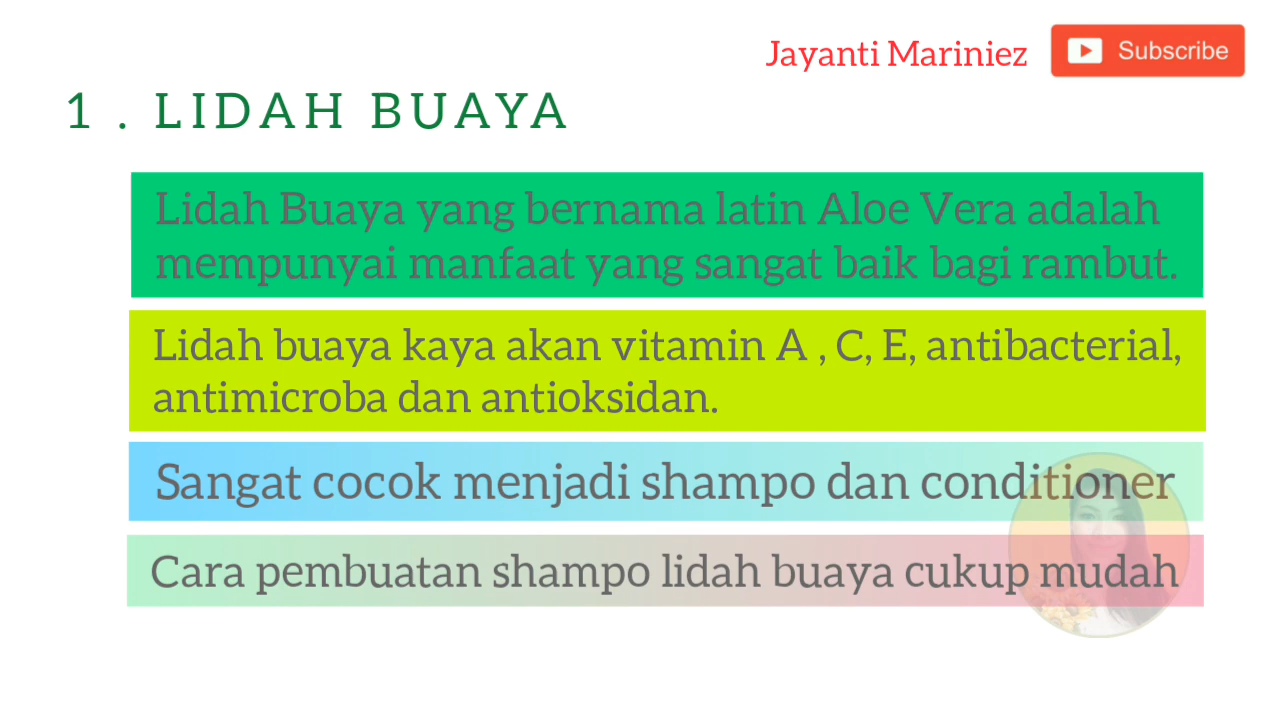 Jayanti Mariniez
Subscribe
1 . LIDAH BUAYA
Lidah Buaya yang bernama latin Aloe Vera adalah
mempunyai manfaat yang sangat baik bagi rambut.
Lidah buaya kaya akan vitamin A , C, E, antibacterial,
antimicroba dan antioksidan.
Sangat cocok menjadi shampo dan conditioner
Cara pembuatan shampo lidah buaya cukup mudah